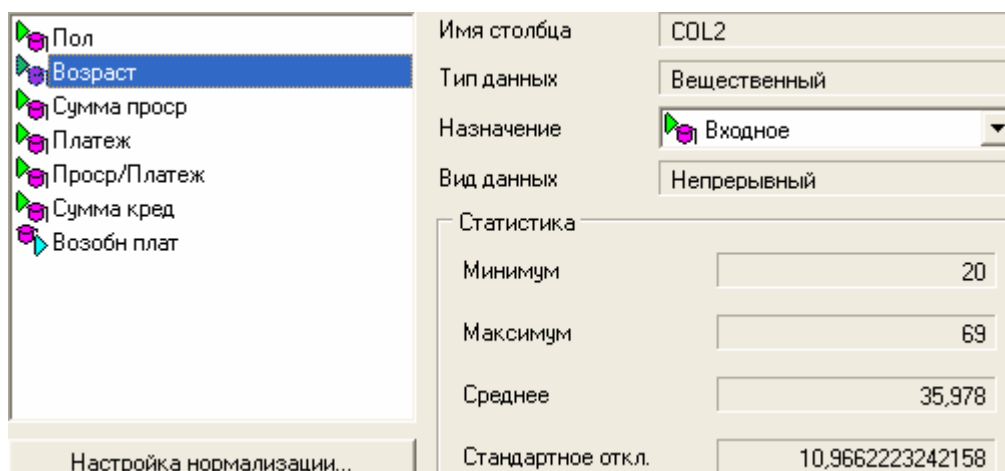 Пол
Возраст
Сумма проср
Платеж
Проср/Платеж
Сумма кред
Возобн плат
Настройка нормализации...
Имя столбца COL2
Тип данных Вещественный
Назначение Входное
Вид данных Непрерывный
Статистика
Минимум 20
Максимум 69
Среднее 35,978
Стандартное откл. 10,9662223242158